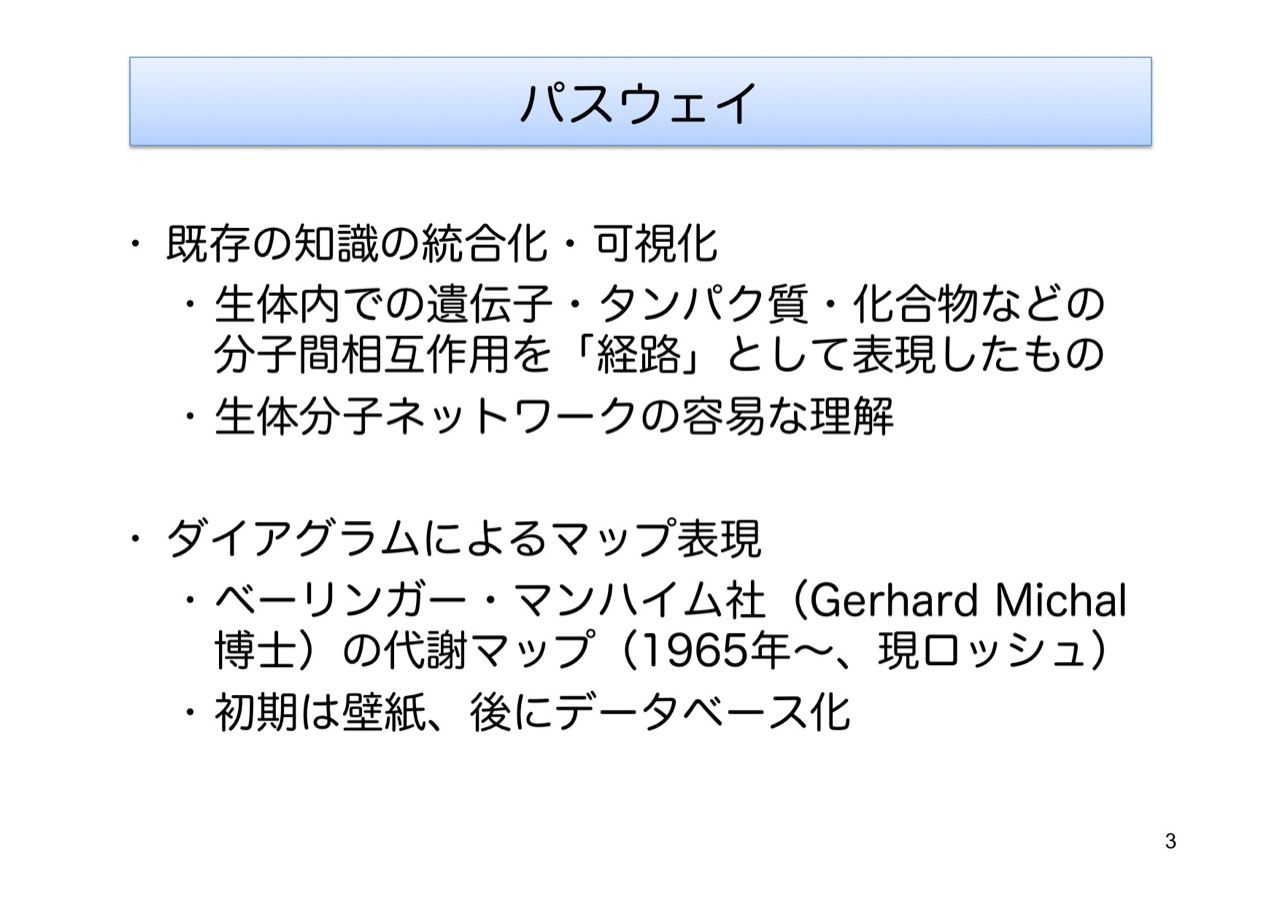 パスウェイ
・ 既存の知識の統合化・可視化
・生体内での遺伝子・タンパク質・化合物などの
分子間相互作用を「経路」として表現したもの
・生体分子ネットワークの容易な理解
・ ダイアグラムによるマップ表現
・ベーリンガー・マンハイム社（Gerhard Michal
博士）の代謝マップ（1965年〜、現ロッシュ）
・初期は壁紙、後にデータベース化
3